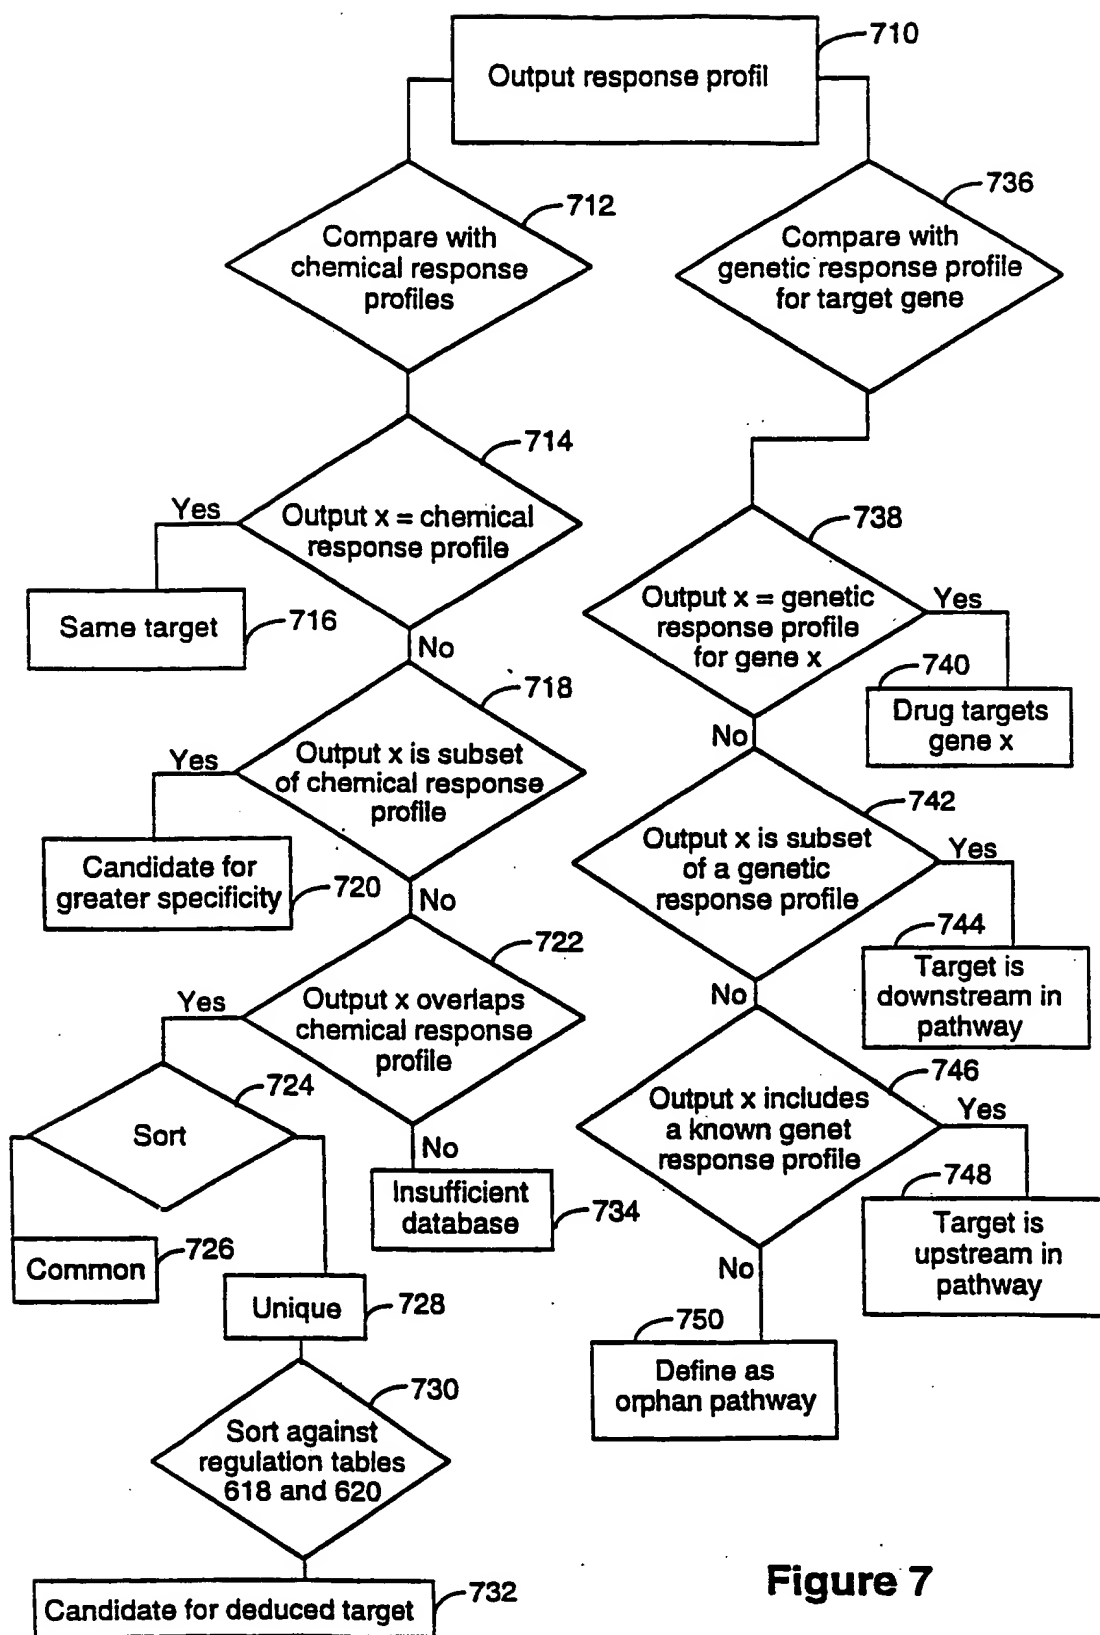 710
Output response profil
712
Compare with
chemical response
profiles
736
Compare with
genetic response profile
for target gene
714
Yes
Output x = chemical
response profile
Same target
716
No
738
Output x = genetic
response profile
for gene x
Yes
740
Drug targets
gene x
No
718
Yes
Output x is subset
of chemical response
profile
Candidate for
greater specificity
720
No
742
Output x is subset
of a genetic
response profile
Yes
744
Target is
downstream in
pathway
No
722
Yes
Output x overlaps
chemical response
profile
724
Sort
No
Insufficient
database
734
Common
726
Unique
728
746
Output x includes
a known genet
response profile
Yes
748
Target is
upstream in
pathway
No
750
Define as
orphan pathway
730
Sort against
regulation tables
618 and 620
Candidate for deduced target
732
Figure 7